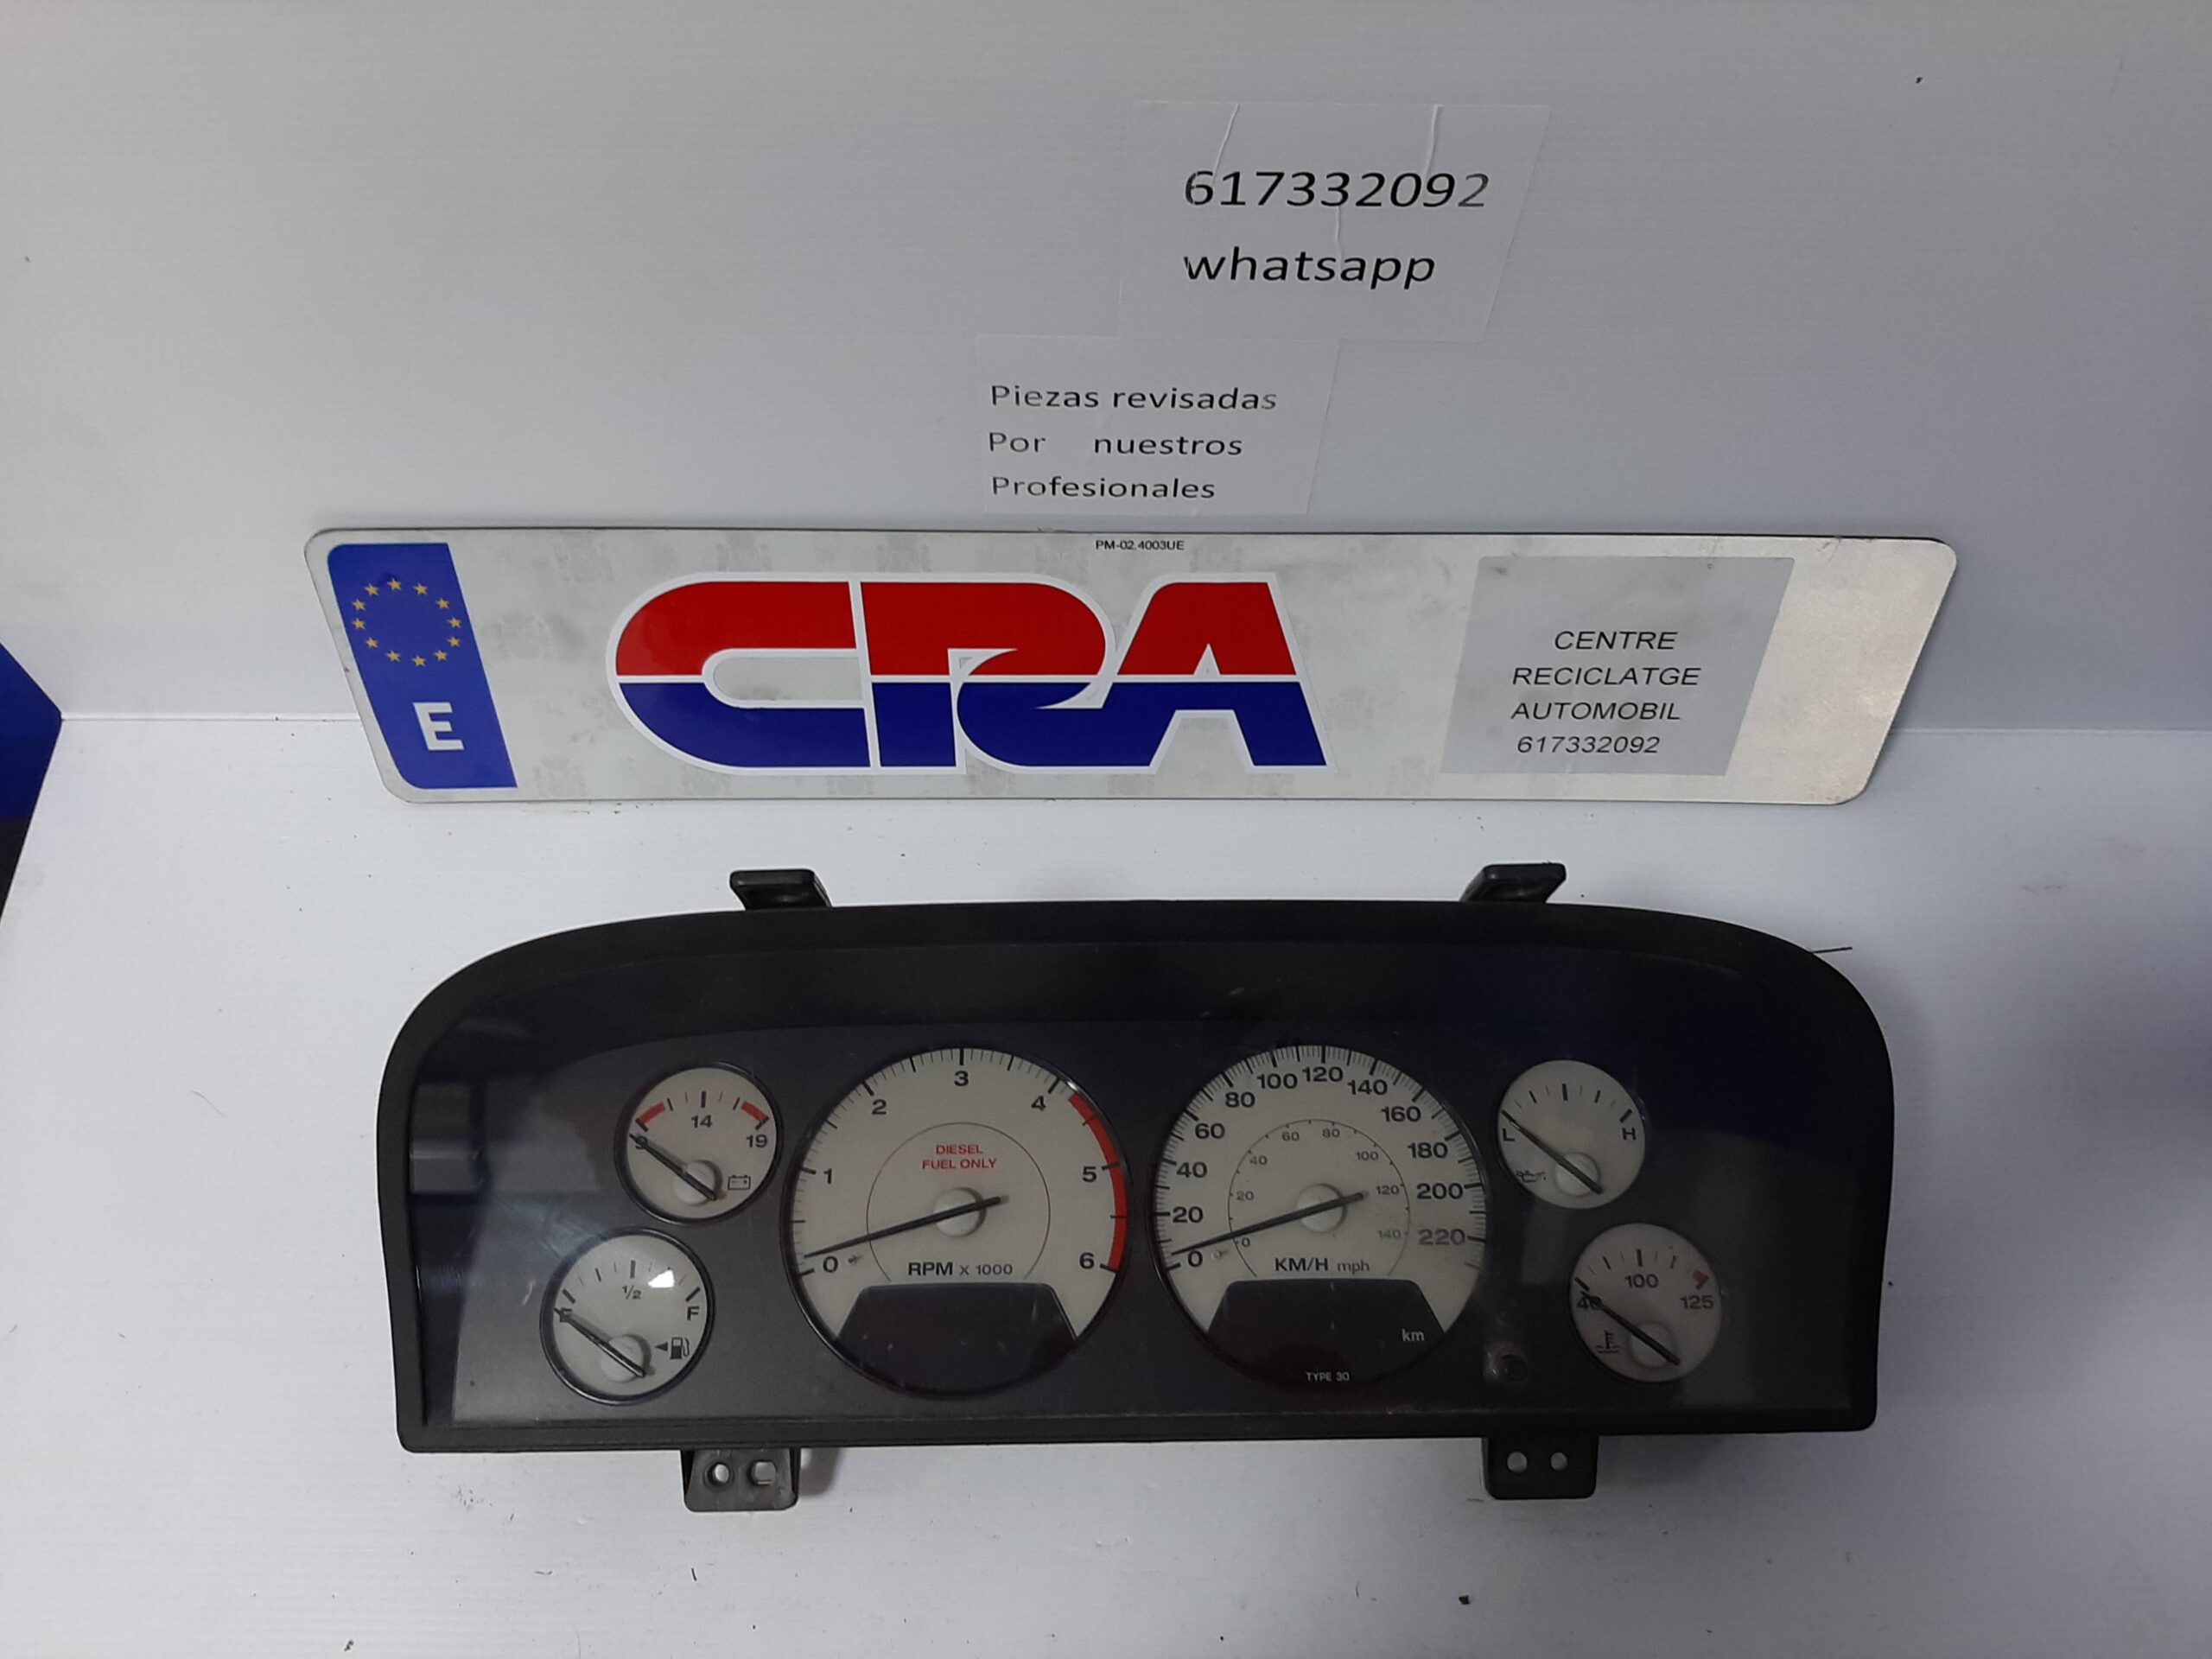 617332092
whatsapp
Piezas revisadas
Por nuestros
Profesionales
PM-02.4003UE
E
CRA
CENTRE
RECICLATGE
AUTOMOBIL
617332092
9 14 19
E 1/2 F
0 1 2 3 4 5 6
DIESEL
FUEL ONLY
RPM x 1000
0 20 40 60 80 100 120 140 160 180 200 220
0 20 40 60 80 100 120 140
KM/H mph
km
TYPE 30
L H
40 100 125